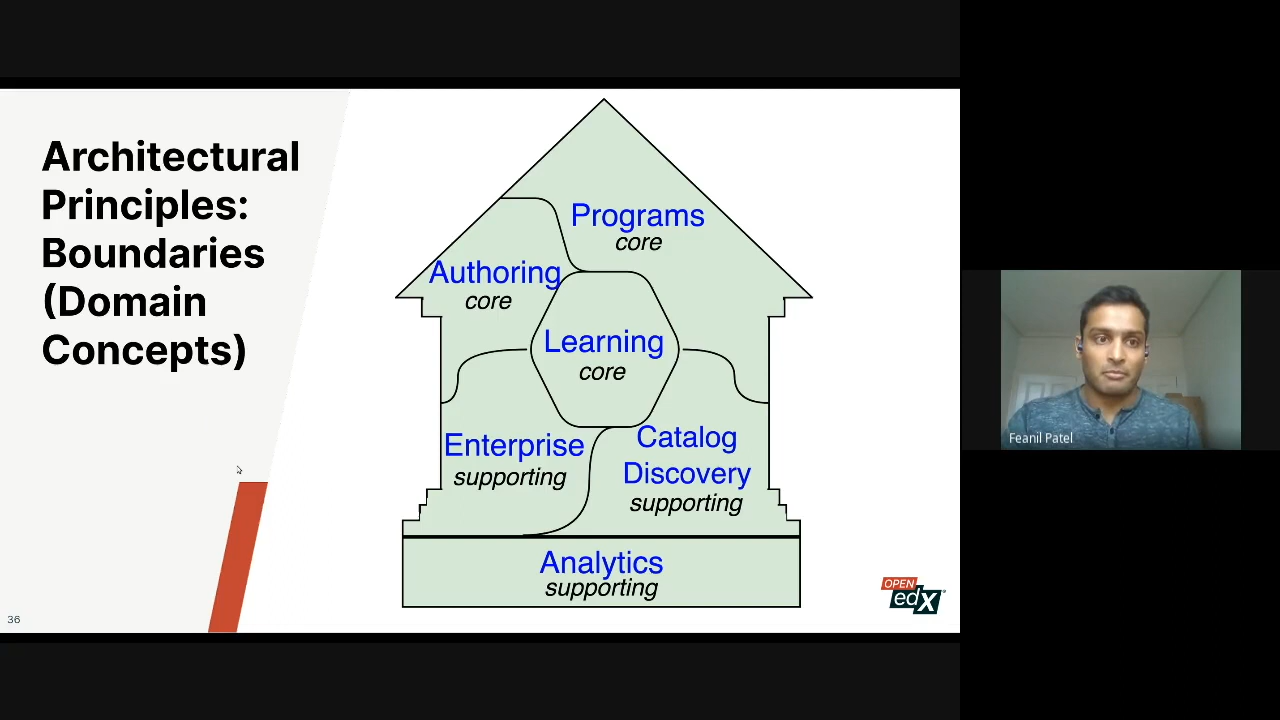 Architectural
Principles:
Boundaries
(Domain
Concepts)
Programs
core
Authoring
core
Learning
core
Enterprise
supporting
Catalog
Discovery
supporting
Analytics
supporting
36
OPEN
edX
Feanil Patel